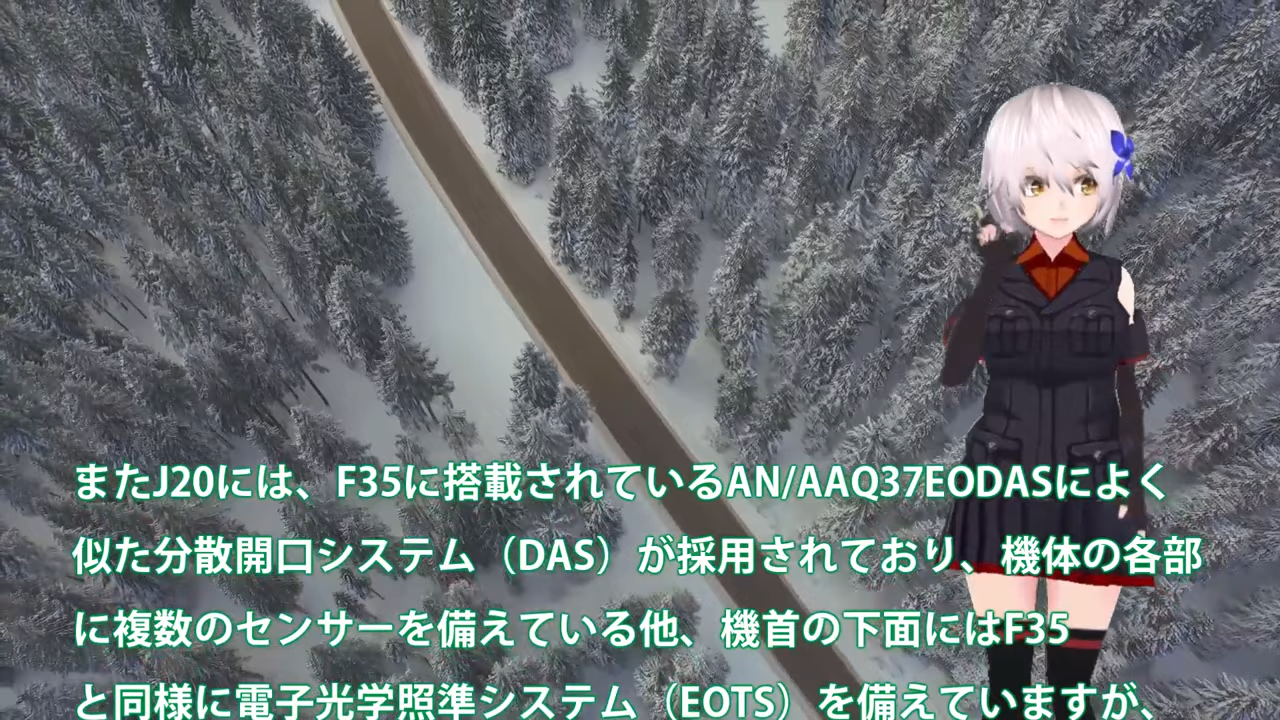 またJ20には、F35に搭載されているAN/AAQ37EODASによく
似た分散開口システム（DAS）が採用されており、機体の各部
に複数のセンサーを備えている他、機首の下面にはF35
と同様に電子光学照準システム（EOTS）を備えていますが、